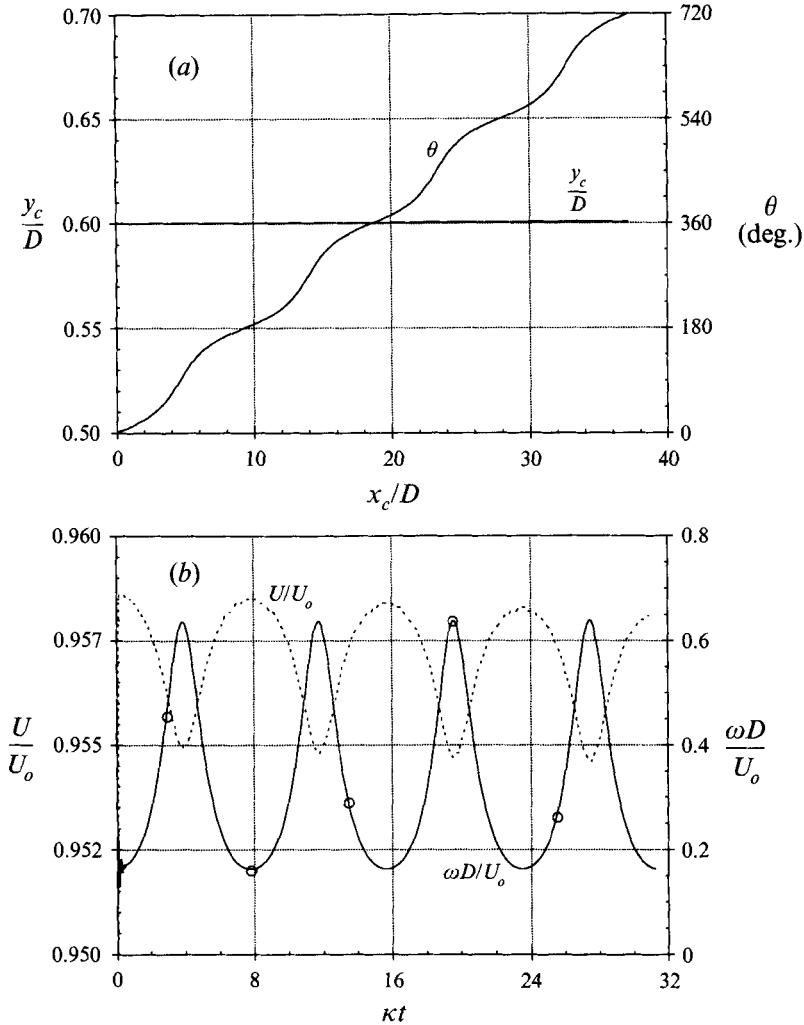 (a)
0.70
0.65
0.60
0.55
0.50
y_c/D
720
540
360
180
0
θ
(deg.)
θ
y_c/D
0
10
20
30
40
x_c/D
(b)
0.960
0.957
0.955
0.952
0.950
U/U_o
0.8
0.6
0.4
0.2
0
ωD/U_o
U/U_o
ωD/U_o
0
8
16
24
32
κt